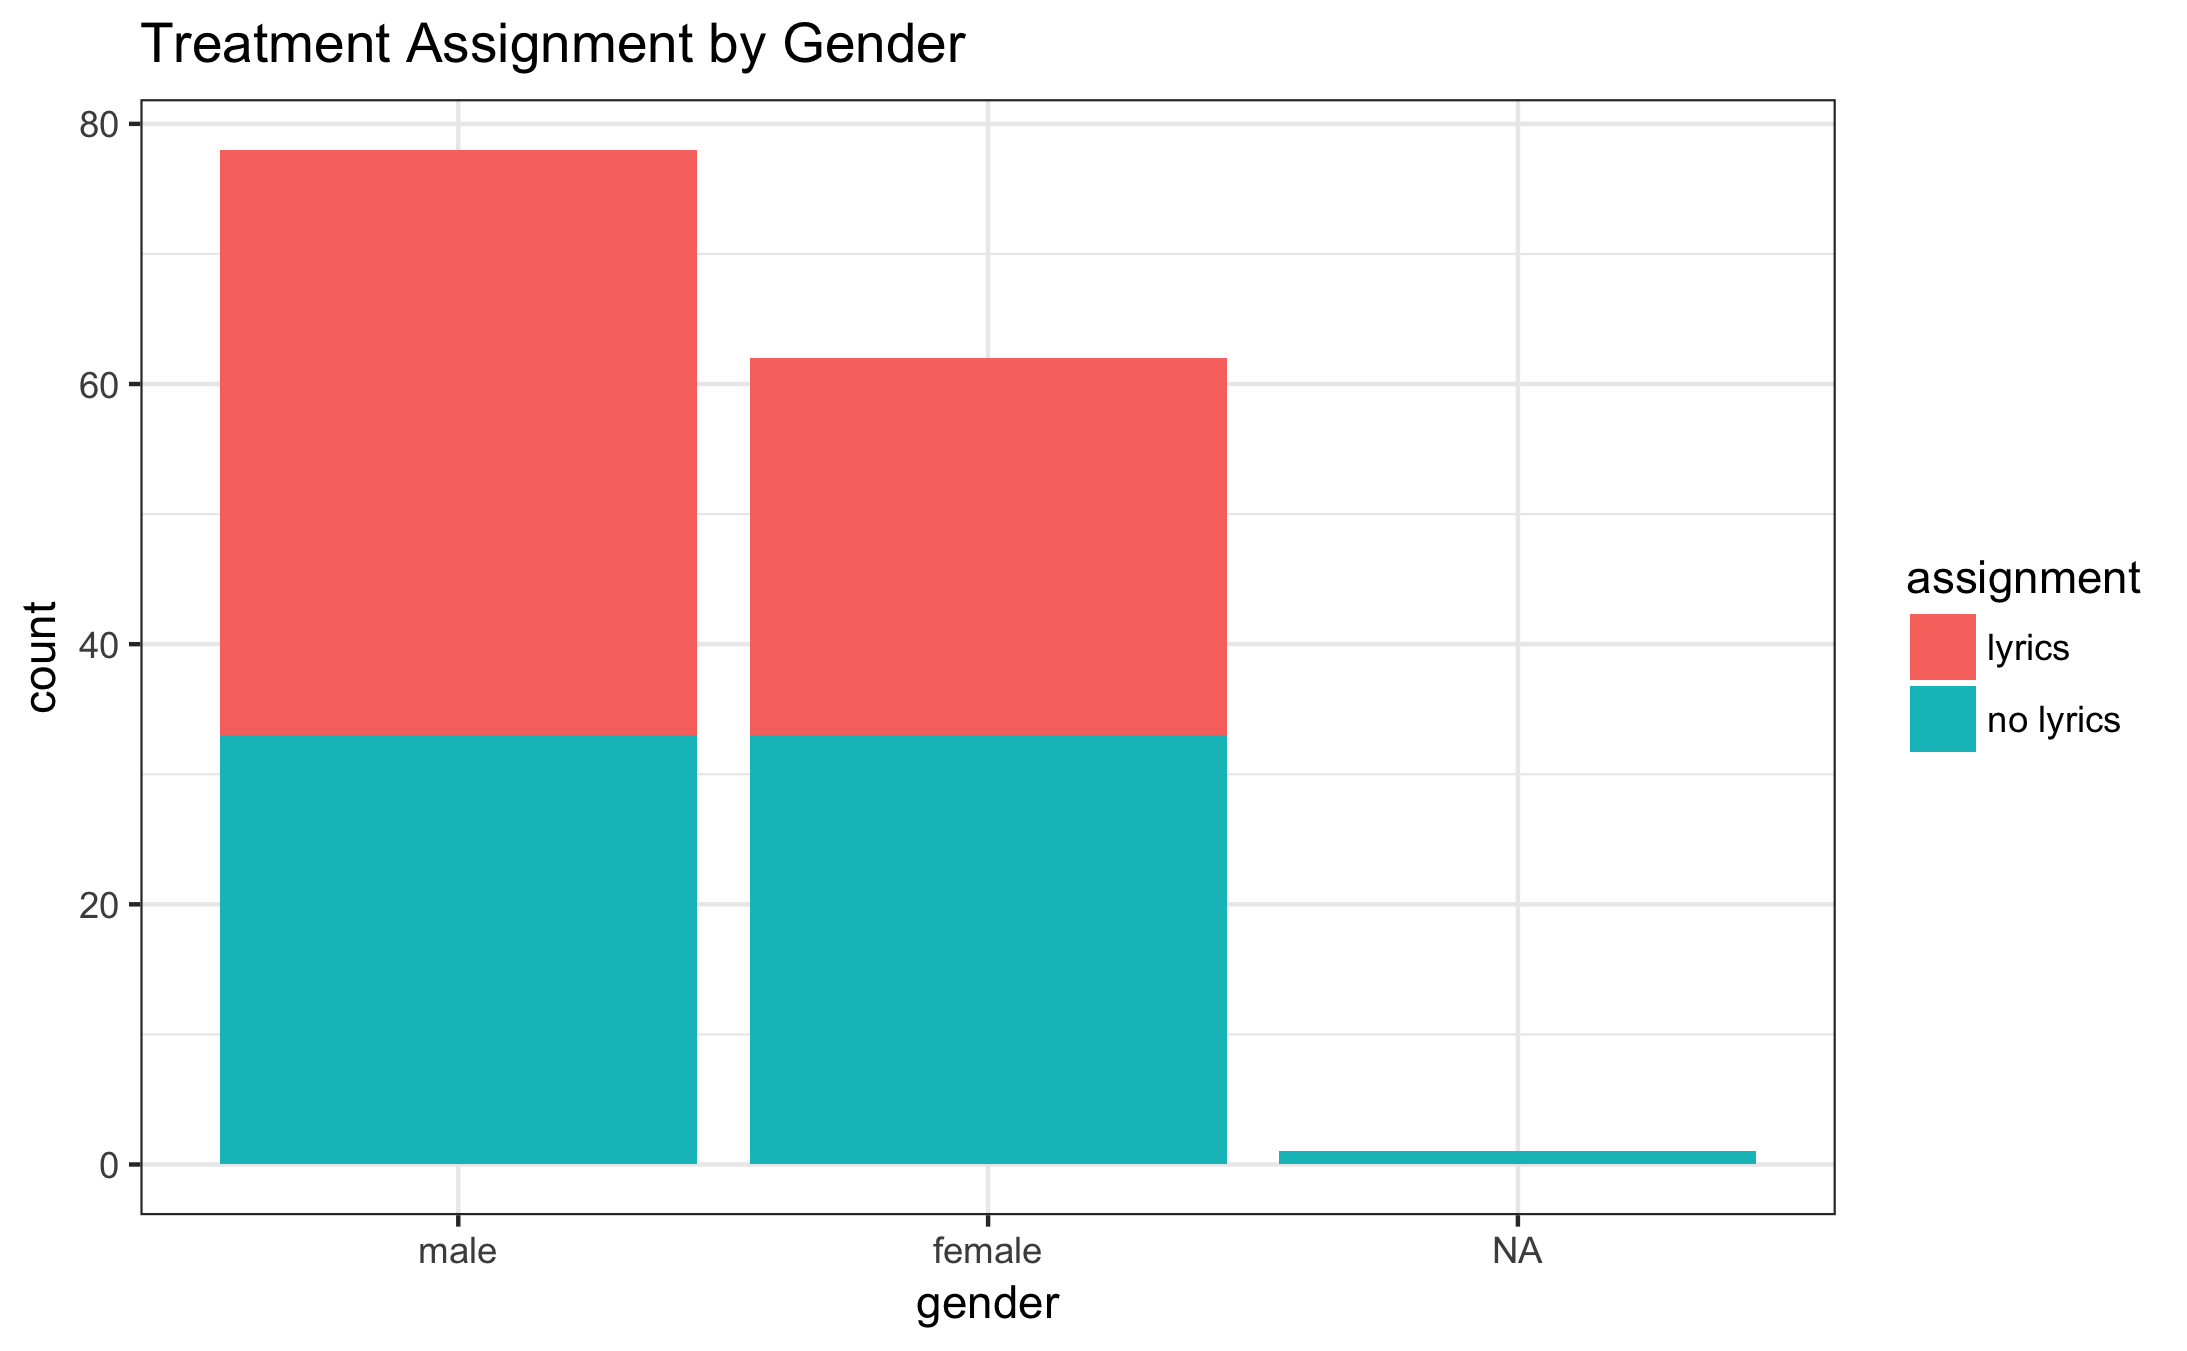 Treatment Assignment by Gender
80
60
40
20
0
count
male
female
NA
gender
assignment
lyrics
no lyrics